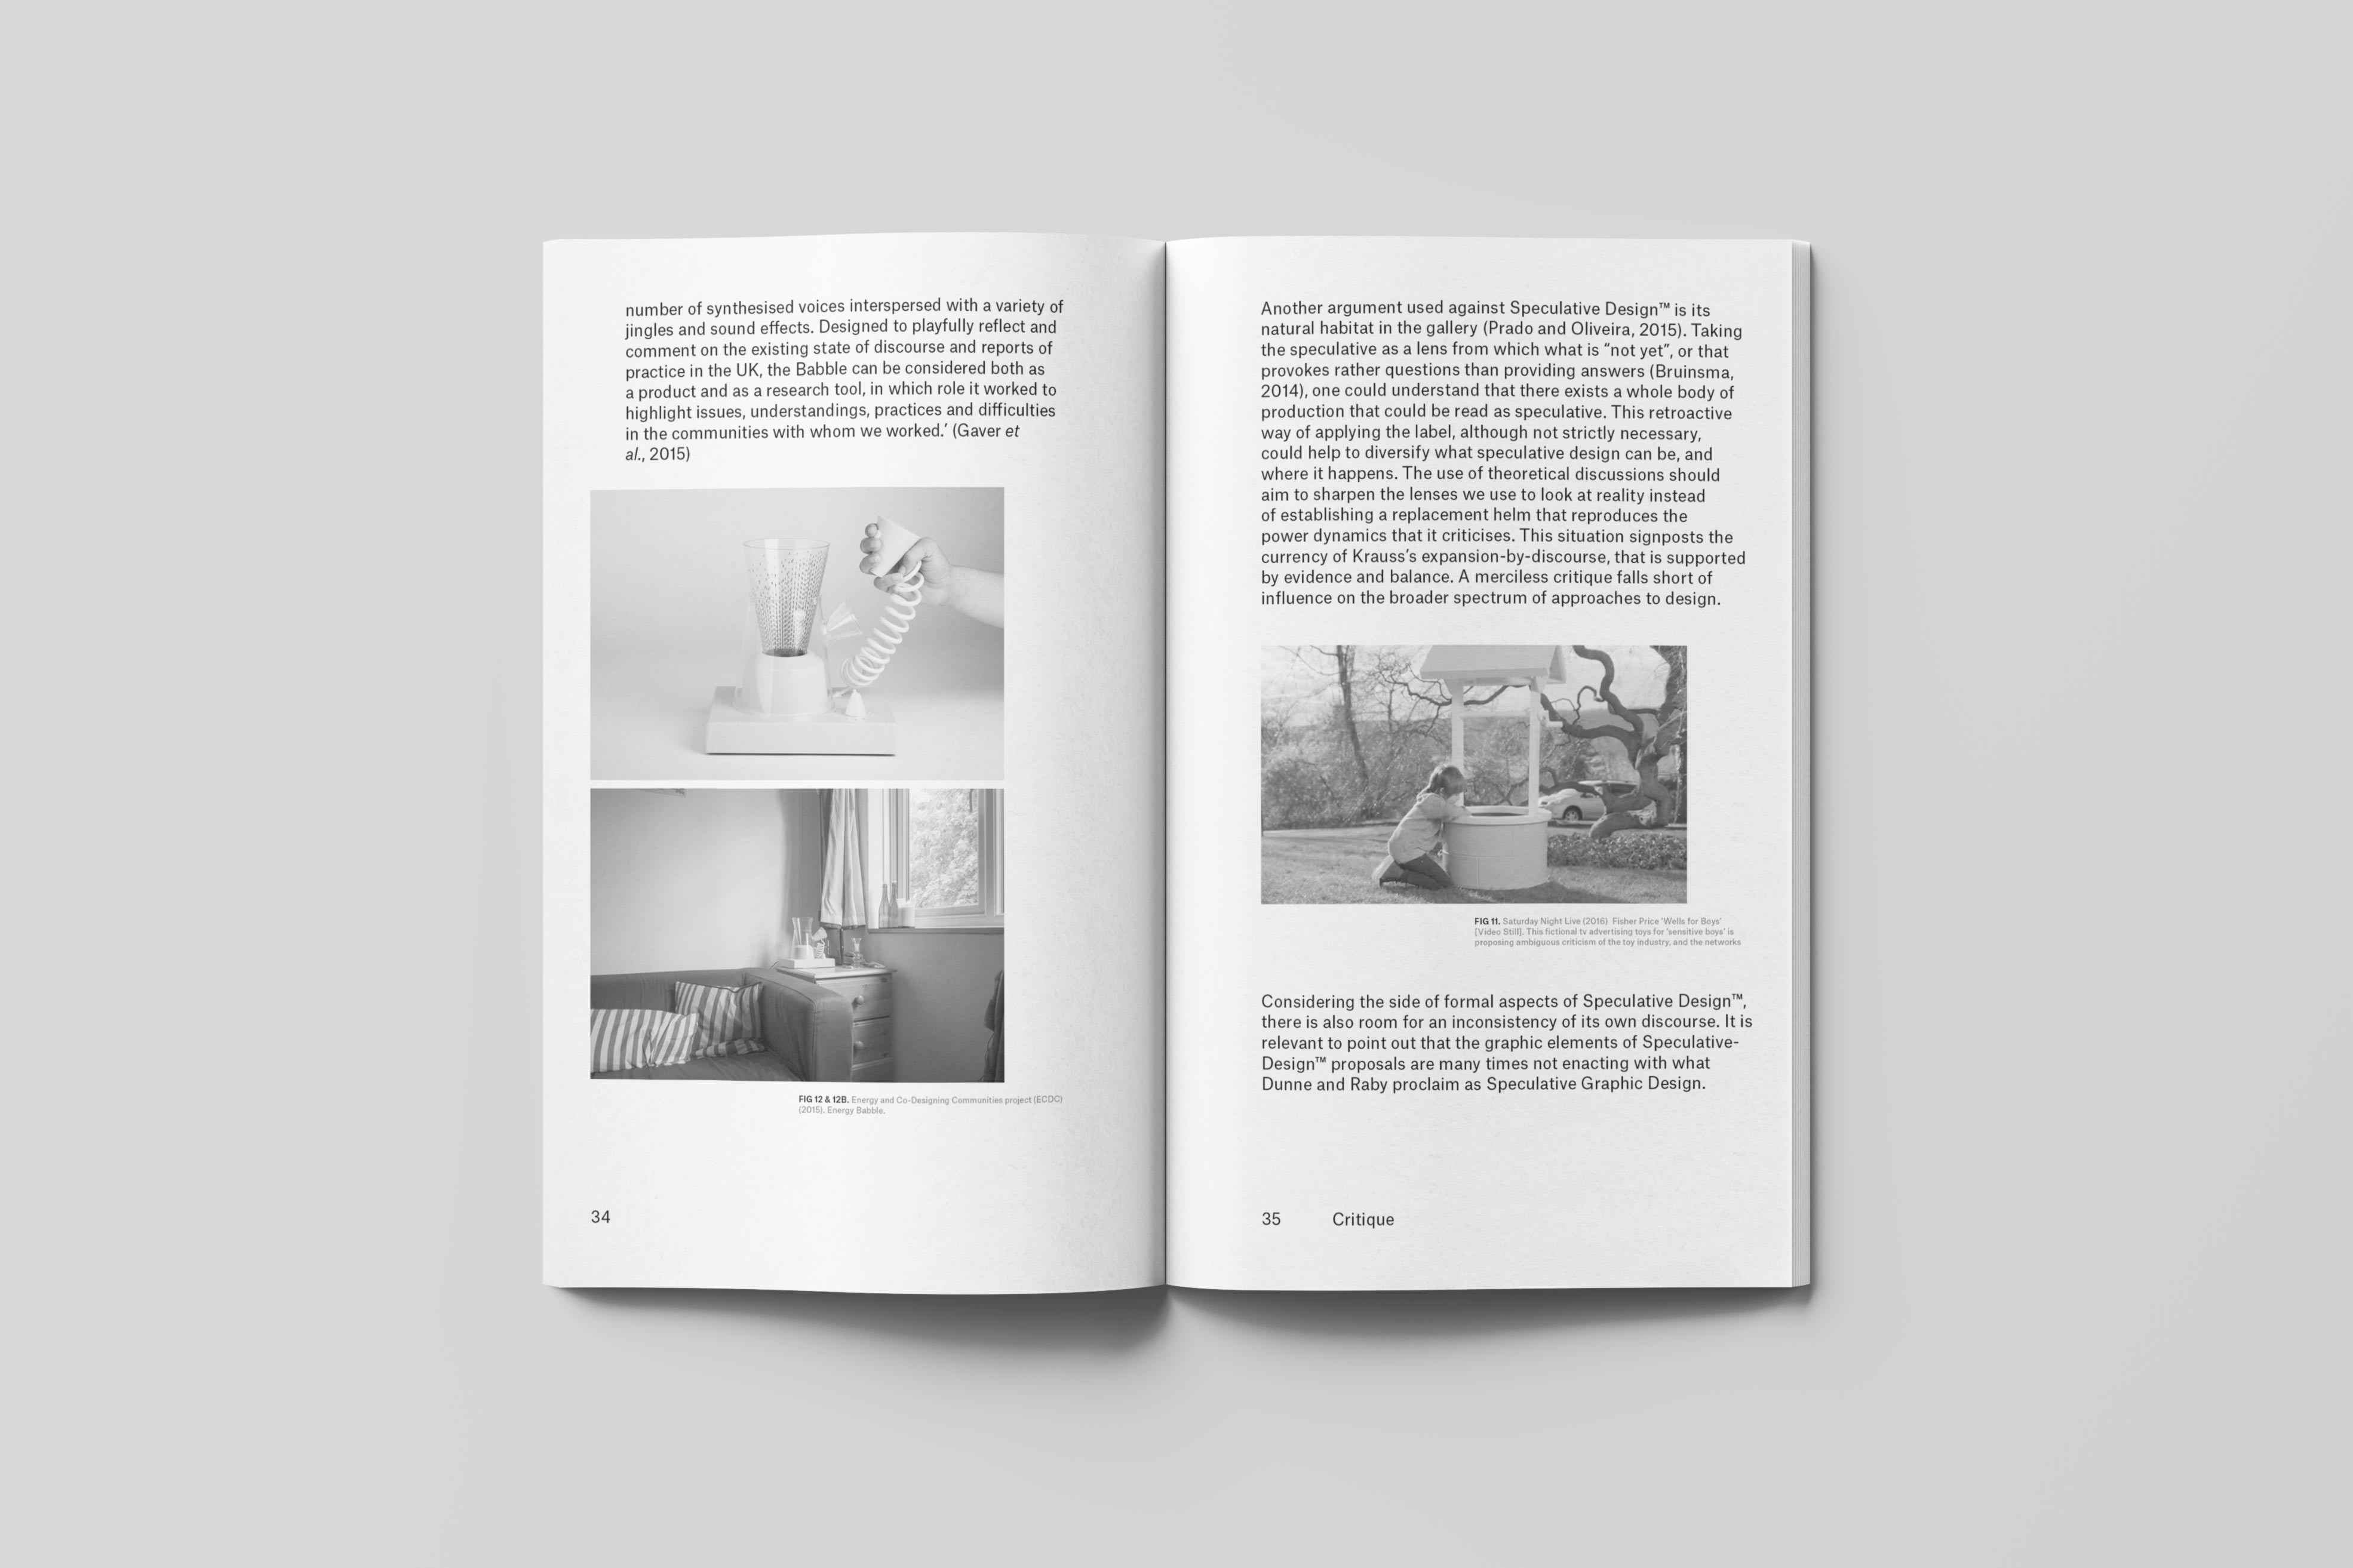 number of synthesised voices interspersed with a variety of
jingles and sound effects. Designed to playfully reflect and
comment on the existing state of discourse and reports of
practice in the UK, the Babble can be considered both as
a product and as a research tool, in which role it worked to
highlight issues, understandings, practices and difficulties
in the communities with whom we worked.’ (Gaver et
al., 2015)
FIG 12 & 12B. Energy and Co-Designing Communities project (ECDC)
(2015). Energy Babble.
34
Another argument used against Speculative Design™ is its
natural habitat in the gallery (Prado and Oliveira, 2015). Taking
the speculative as a lens from which what is “not yet”, or that
provokes rather questions than providing answers (Bruinsma,
2014), one could understand that there exists a whole body of
production that could be read as speculative. This retroactive
way of applying the label, although not strictly necessary,
could help to diversify what speculative design can be, and
where it happens. The use of theoretical discussions should
aim to sharpen the lenses we use to look at reality instead
of establishing a replacement helm that reproduces the
power dynamics that it criticises. This situation signposts the
currency of Krauss’s expansion-by-discourse, that is supported
by evidence and balance. A merciless critique falls short of
influence on the broader spectrum of approaches to design.
FIG 11. Saturday Night Live (2016) Fisher Price 'Wells for Boys'
[Video Still]. This fictional tv advertising toys for 'sensitive boys' is
proposing ambiguous criticism of the toy industry, and the networks
Considering the side of formal aspects of Speculative Design™,
there is also room for an inconsistency of its own discourse. It is
relevant to point out that the graphic elements of Speculative-
Design™ proposals are many times not enacting with what
Dunne and Raby proclaim as Speculative Graphic Design.
35 Critique